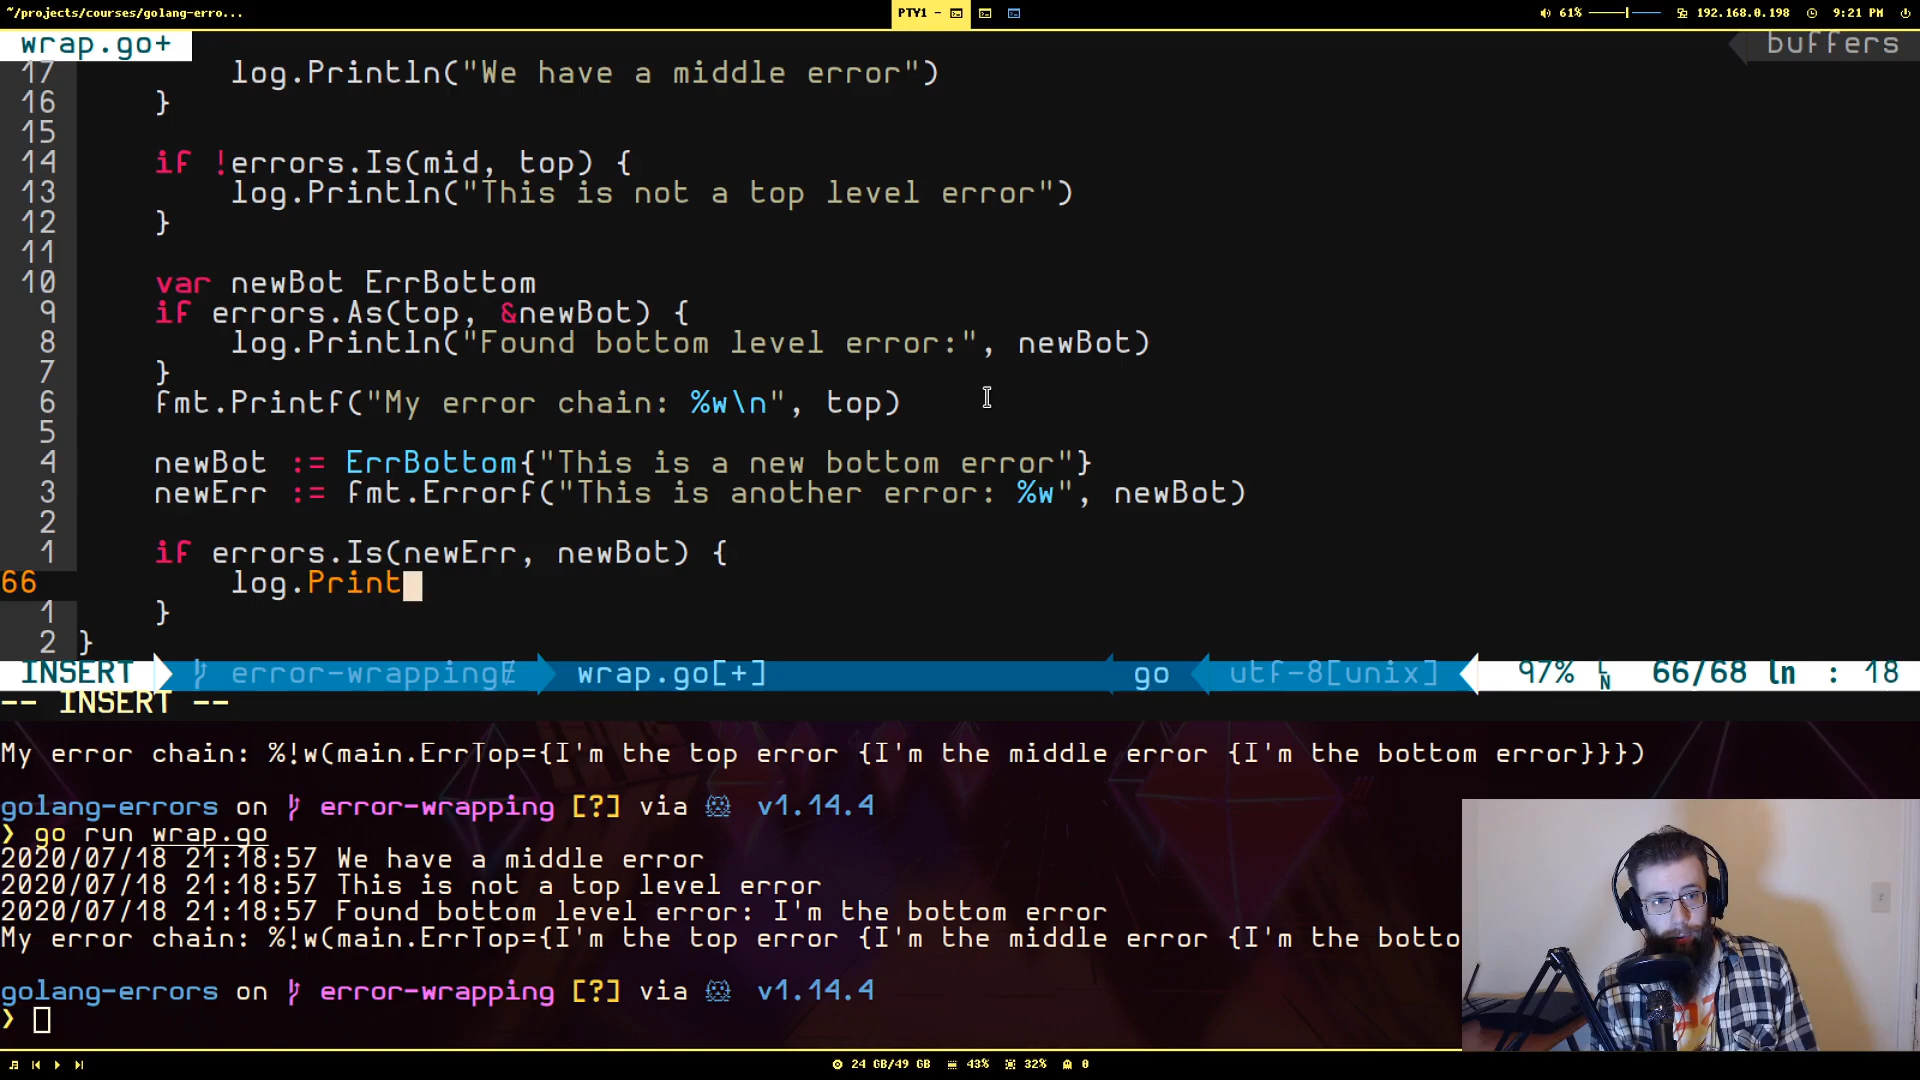 ~/projects/courses/golang-erro...
PTY1 -
61%
192.168.0.198
9:21 PM
wrap.go+
buffers
17 log.Println("We have a middle error")
16 }
15
14 if !errors.Is(mid, top) {
13 log.Println("This is not a top level error")
12 }
11
10 var newBot ErrBottom
9 if errors.As(top, &newBot) {
8 log.Println("Found bottom level error:", newBot)
7 }
6 fmt.Printf("My error chain: %w\n", top)
5
4 newBot := ErrBottom{"This is a new bottom error"}
3 newErr := fmt.Errorf("This is another error: %w", newBot)
2
1 if errors.Is(newErr, newBot) {
66 log.Print
1 }
2 }
INSERT error-wrapping wrap.go[+] go utf-8[unix] 97% LN 66/68 ln : 18
-- INSERT --
My error chain: %!w(main.ErrTop={I'm the top error {I'm the middle error {I'm the bottom error}}})
golang-errors on error-wrapping [?] via v1.14.4
❯ go run wrap.go
2020/07/18 21:18:57 We have a middle error
2020/07/18 21:18:57 This is not a top level error
2020/07/18 21:18:57 Found bottom level error: I'm the bottom error
My error chain: %!w(main.ErrTop={I'm the top error {I'm the middle error {I'm the botto
golang-errors on error-wrapping [?] via v1.14.4
❯
24 GB/49 GB 43% 32% 0